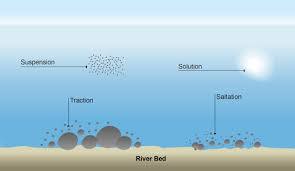 Suspension
Solution
Traction
Saltation
River Bed